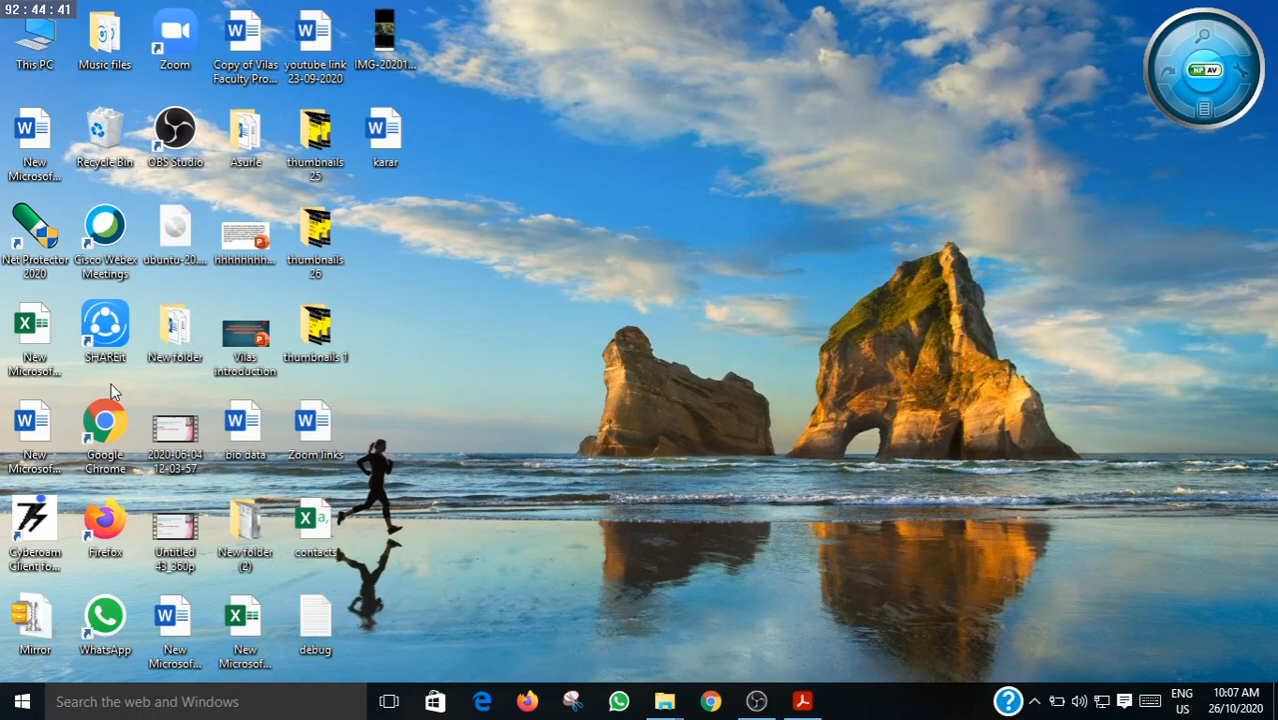 92:44:41
This PC
Music files
Zoom
Copy of Vilas
Faculty Pro...
youtube link
23-09-2020
IMG-20201...
New
Microsof...
Recycle Bin
OBS Studio
Asurle
thumbnails
25
karar
Net Protector
2020
Cisco Webex
Meetings
ubuntu-20....
hhhhhhhh...
thumbnails
26
New
Microsof...
SHAREit
New folder
Vilas
introduction
thumbnails 1
New
Microsof...
Google
Chrome
2020-06-04
12-03-57
bio data
Zoom links
Cyberoam
Client fo...
Firefox
Untitled
43_360p
New folder
(2)
contacts
Mirror
WhatsApp
New
Microsof...
New
Microsof...
debug
NP AV
Search the web and Windows
ENG
US
10:07 AM
26/10/2020